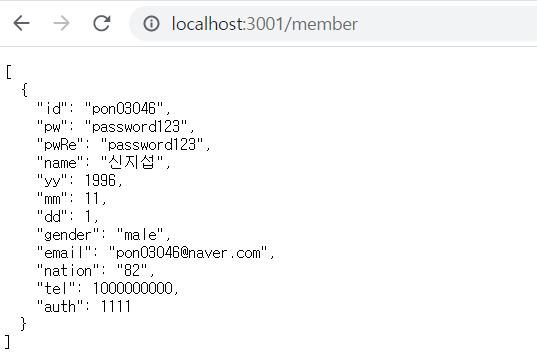 localhost:3001/member
[
{
"id": "pon03046",
"pw": "password123",
"pwRe": "password123",
"name": "신지섭",
"yy": 1996,
"mm": 11,
"dd": 1,
"gender": "male",
"email": "pon03046@naver.com",
"nation": "82",
"tel": 1000000000,
"auth": 1111
}
]